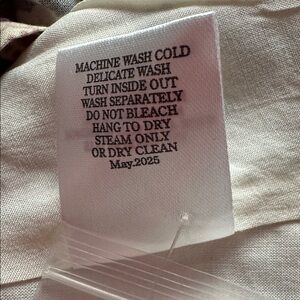 MACHINE WASH COLD
DELICATE WASH
TURN INSIDE OUT
WASH SEPARATELY
DO NOT BLEACH
HANG TO DRY
STEAM ONLY
OR DRY CLEAN
May.2025